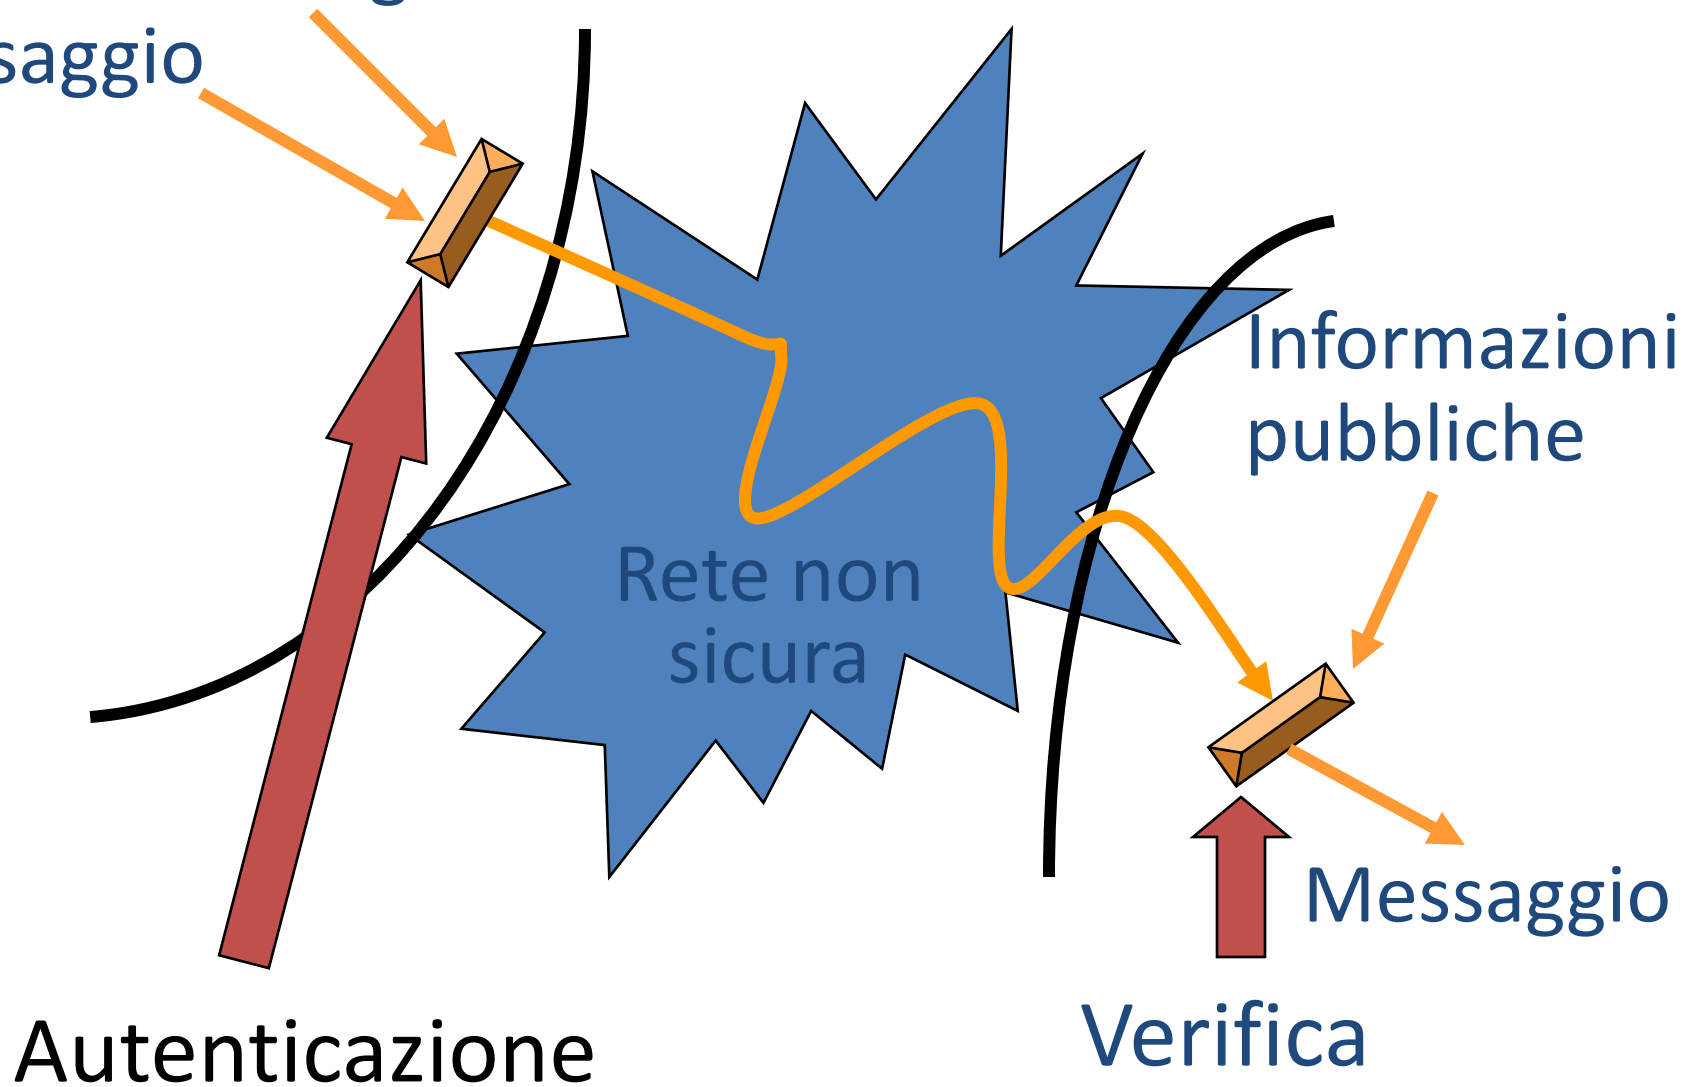 saggio
Informazioni
pubbliche
Rete non
sicura
Messaggio
Verifica
Autenticazione